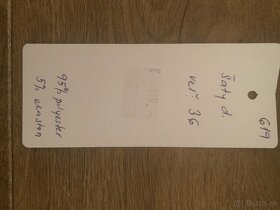 619
Šaty d.
veľ: 36
95% polyester
5% elastan
Bazos.sk